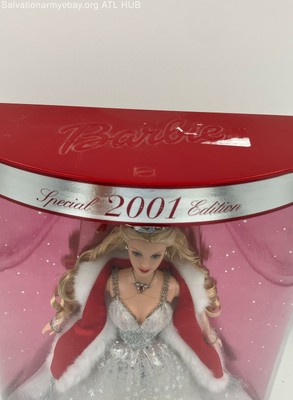 Salvationarmyebay.org ATL HUB
Barbie
Special 2001 Edition